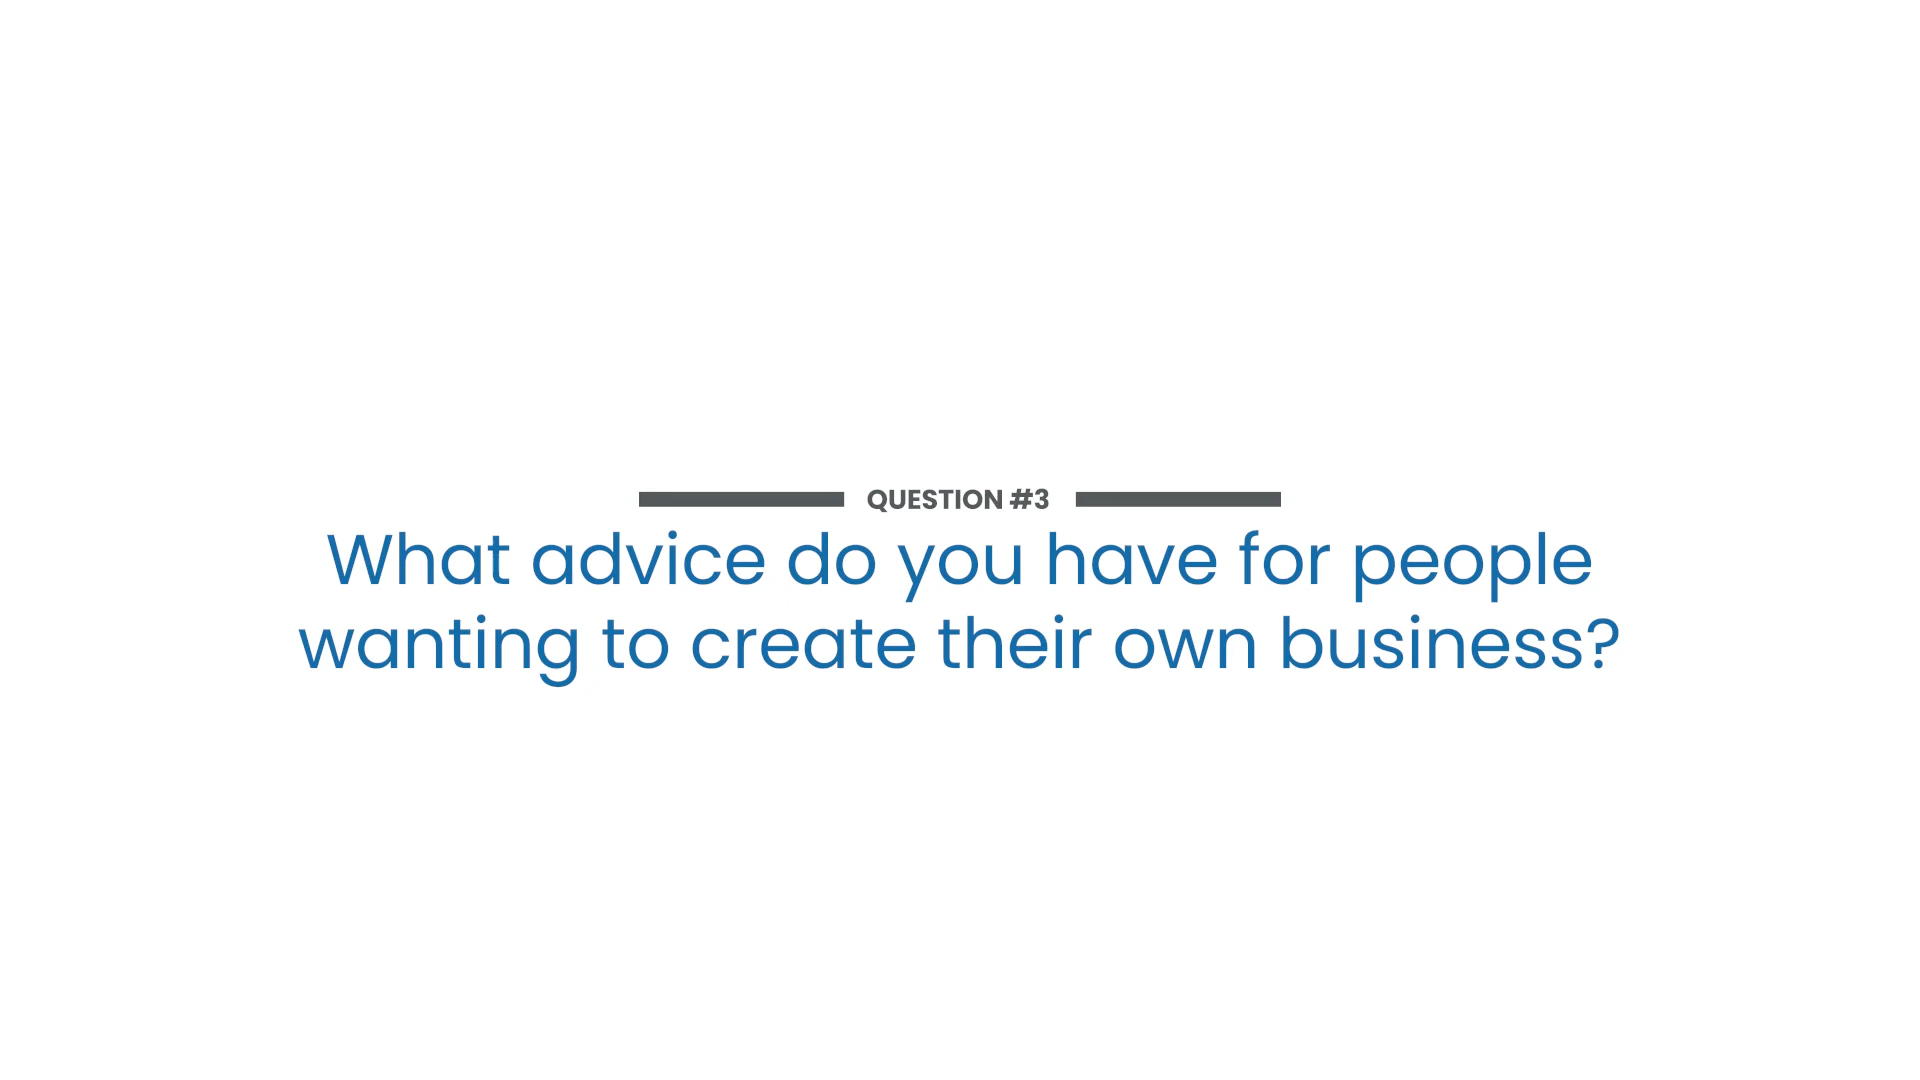 QUESTION #3
What advice do you have for people
wanting to create their own business?